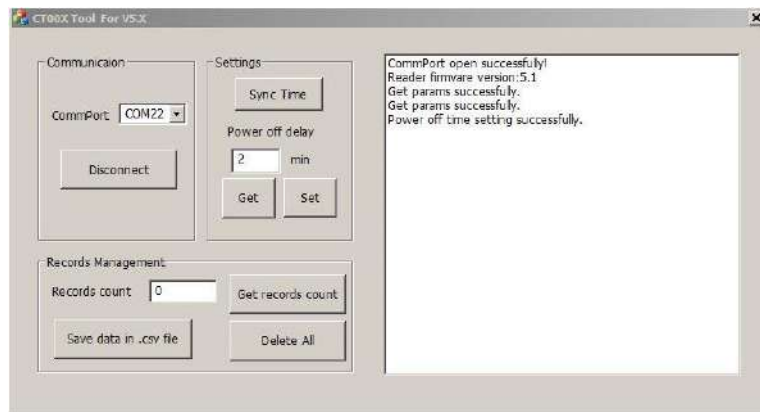 CT00X Tool For V5.X
Communicaion
CommPort
COM22
Disconnect
Settings
Sync Time
Power off delay
2
min
Get
Set
Records Management
Records count
0
Get records count
Save data in .csv file
Delete All
CommPort open successfully!
Reader firmware version:5.1
Get params successfully.
Get params successfully.
Power off time setting successfully.